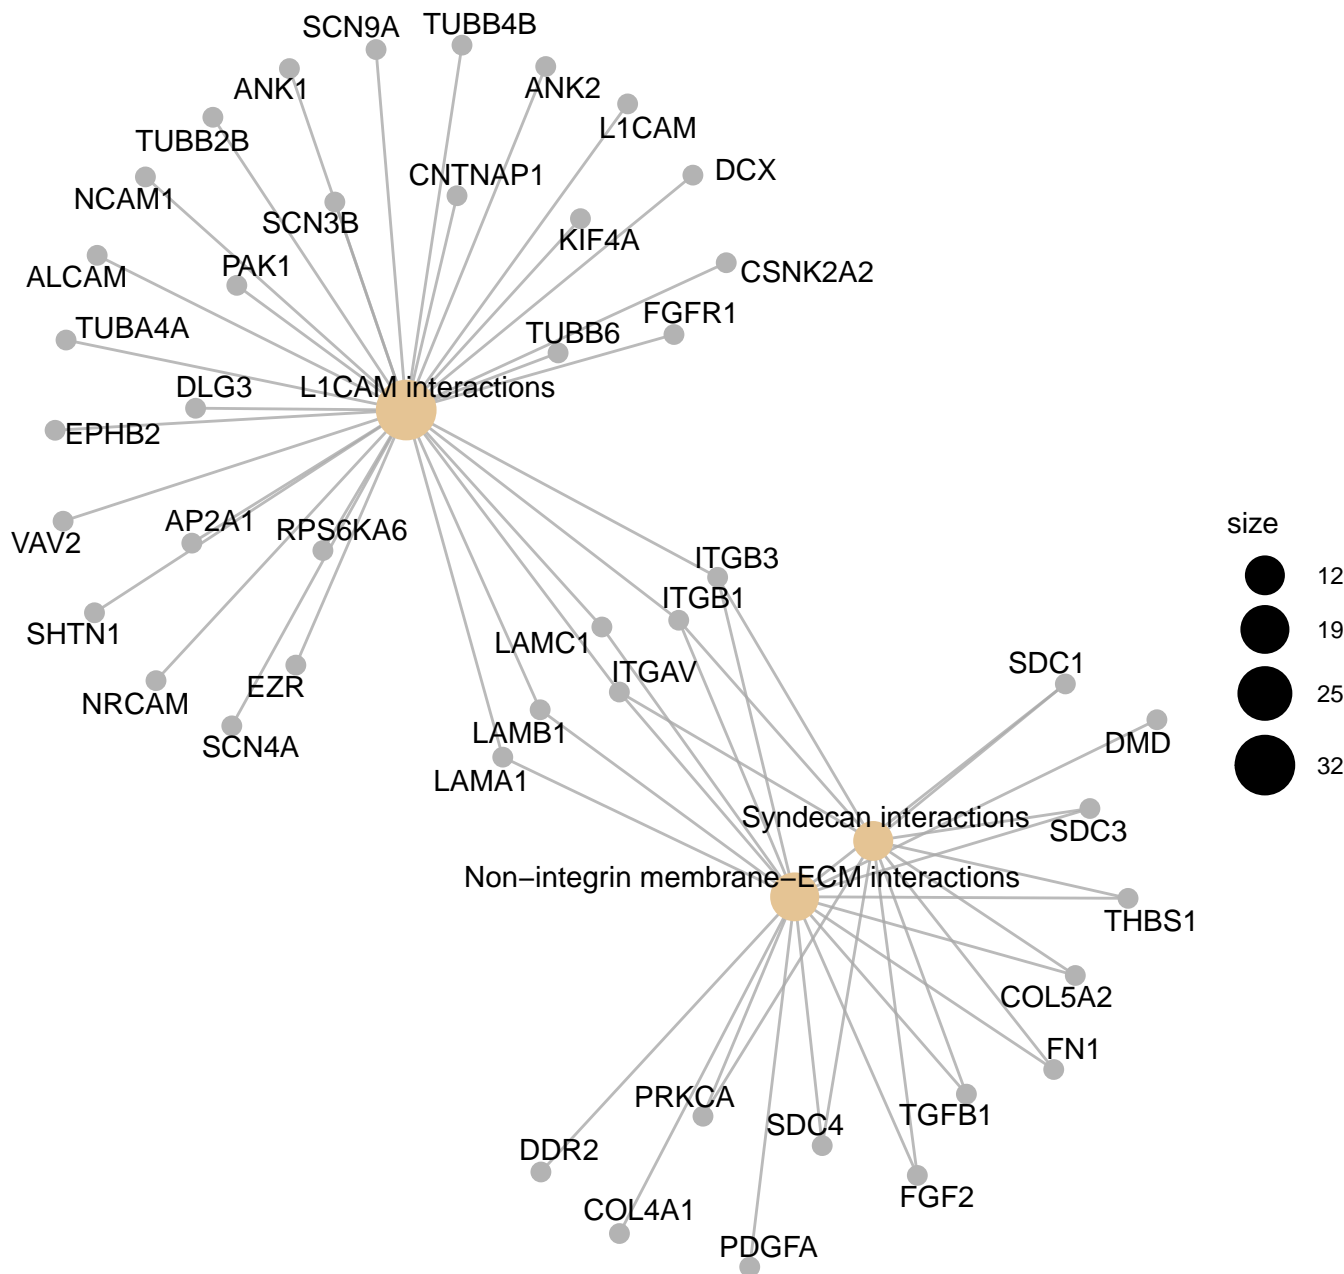 SCN9A
TUBB4B
ANK1
ANK2
L1CAM
TUBB2B
CNTNAP1
DCX
NCAM1
SCN3B
KIF4A
ALCAM
PAK1
CSNK2A2
FGFR1
TUBA4A
TUBB6
DLG3
L1CAM interactions
EPHB2
AP2A1
RPS6KA6
VAV2
size
ITGB3
12
ITGB1
SHTN1
LAMC1
19
ITGAV
SDC1
EZR
25
NRCAM
LAMB1
DMD
SCN4A
32
LAMA1
Syndecan interactions
SDC3
Non−integrin membrane−ECM interactions
THBS1
COL5A2
FN1
PRKCA
TGFB1
SDC4
DDR2
FGF2
COL4A1
PDGFA